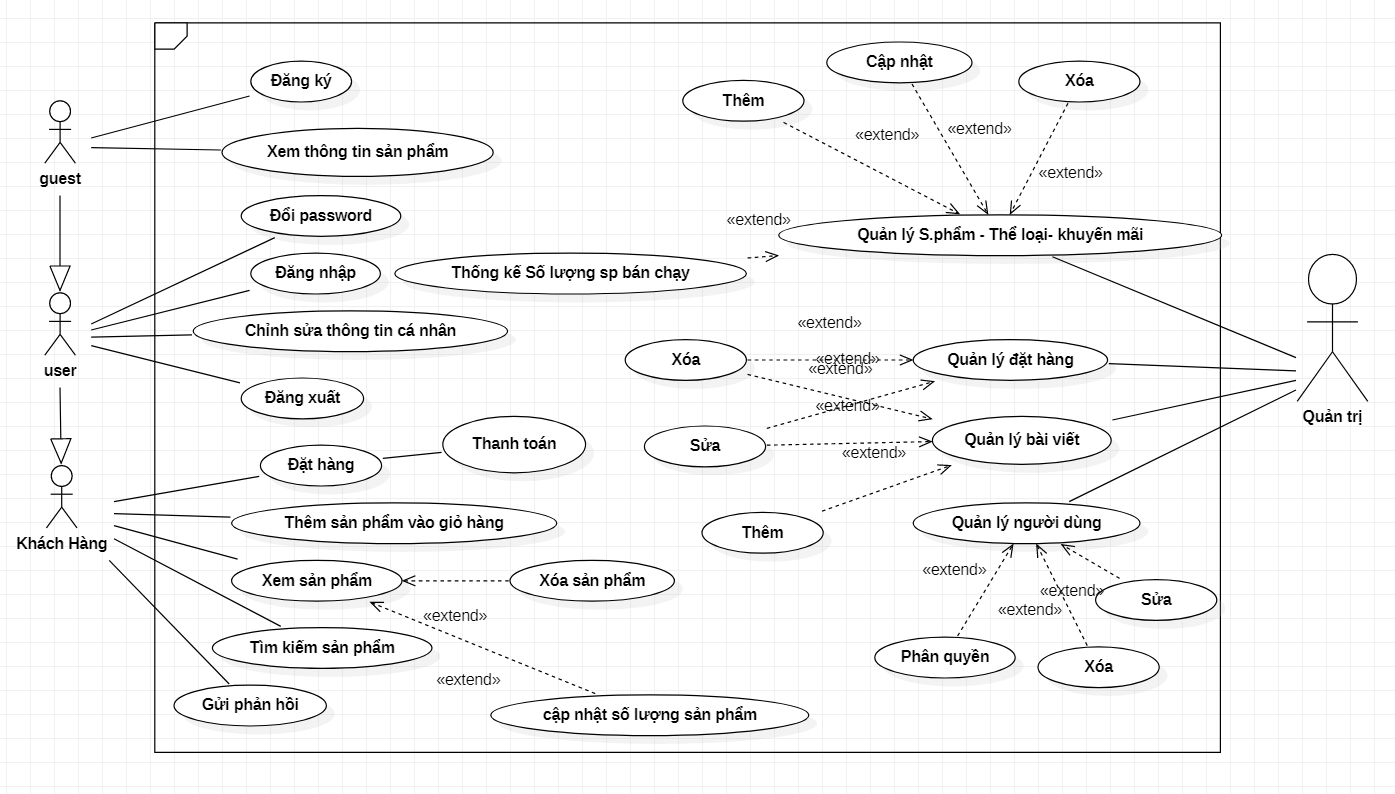 Cập nhật
Đăng ký
Thêm
Xóa
«extend»
«extend»
Xem thông tin sản phẩm
«extend»
guest
Đổi password
«extend»
Quản lý S.phẩm - Thể loại- khuyến mãi
Đăng nhập
Thống kế Số lượng sp bán chạy
Chỉnh sửa thông tin cá nhân
«extend»
user
Xóa
«extend»
«extend»
Quản lý đặt hàng
Đăng xuất
«extend»
Quản trị
Thanh toán
Sửa
Quản lý bài viết
«extend»
Đặt hàng
Khách Hàng
Thêm sản phẩm vào giỏ hàng
Thêm
Quản lý người dùng
Xem sản phẩm
Xóa sản phẩm
«extend»
«extend»
Sửa
«extend»
«extend»
Tìm kiếm sản phẩm
Phân quyền
Xóa
«extend»
Gửi phản hồi
cập nhật số lượng sản phẩm